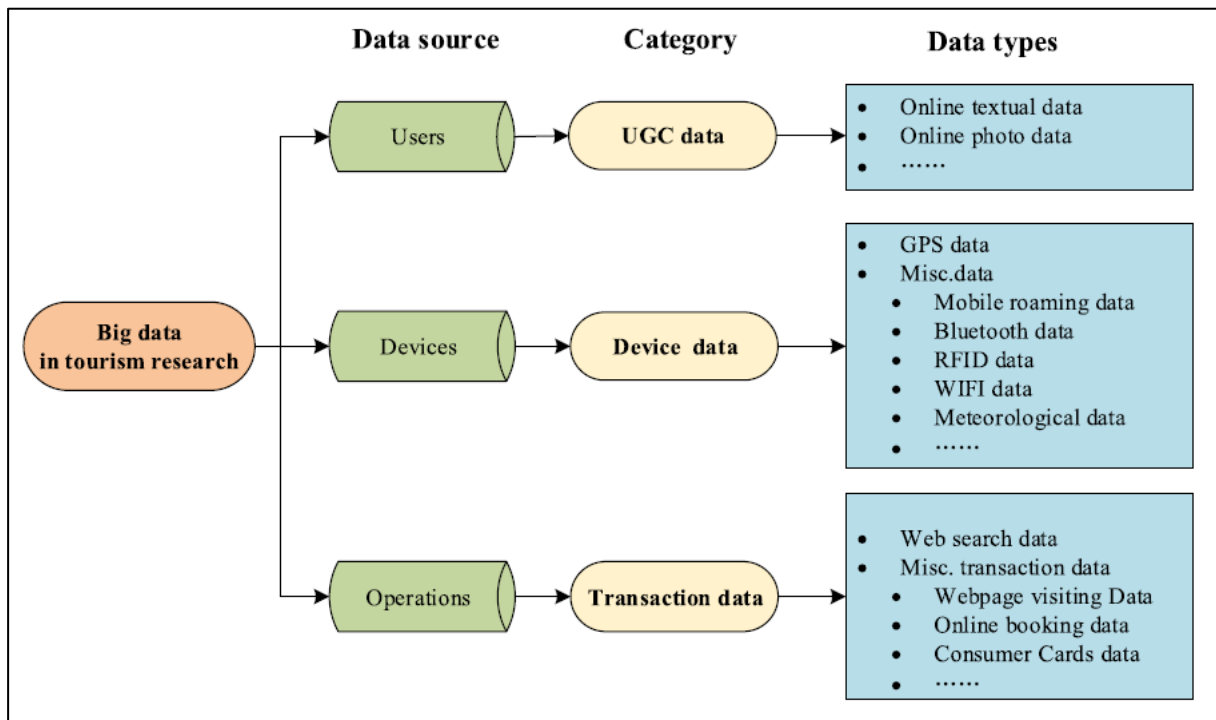 Data source
Category
Data types
Users
UGC data
• Online textual data
• Online photo data
• ……
Big data
in tourism research
Devices
Device data
• GPS data
• Misc.data
• Mobile roaming data
• Bluetooth data
• RFID data
• WIFI data
• Meteorological data
• ……
Operations
Transaction data
• Web search data
• Misc. transaction data
• Webpage visiting Data
• Online booking data
• Consumer Cards data
• ……